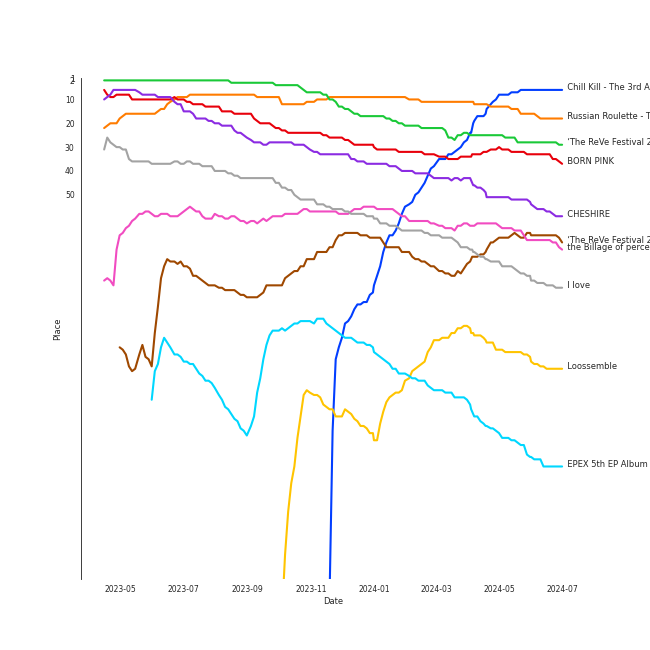 1
2
10
20
30
40
50
Place
Chill Kill - The 3rd A
Russian Roulette - T
'The ReVe Festival 2
BORN PINK
CHESHIRE
'The ReVe Festival 2
the Billage of perce
I love
Loossemble
EPEX 5th EP Album
2023-05 2023-07 2023-09 2023-11 2024-01 2024-03 2024-05 2024-07
Date